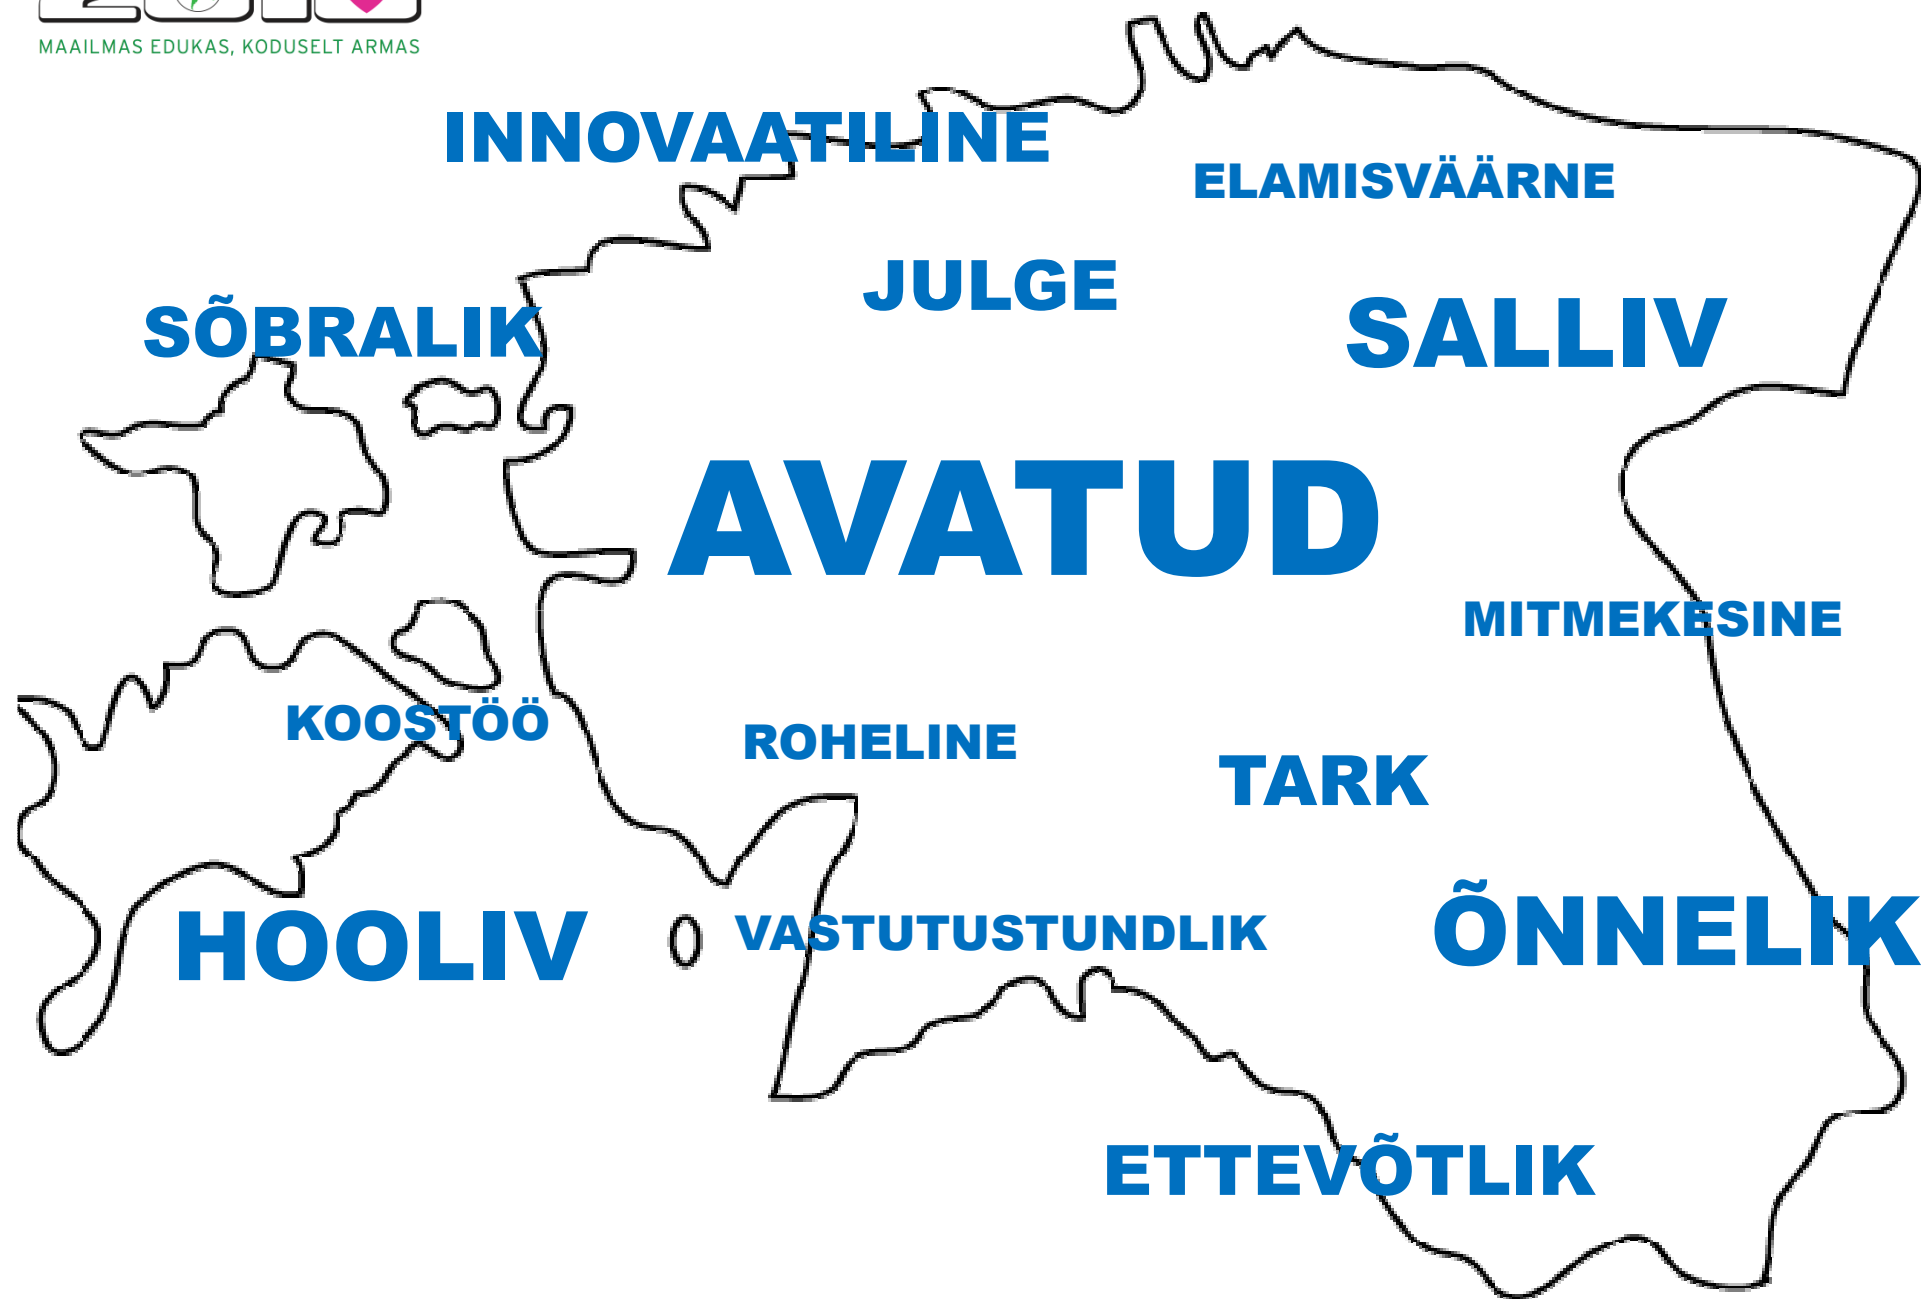 MAAILMAS EDUKAS, KODUSELT ARMAS
INNOVAATILINE
ELAMISVÄÄRNE
JULGE
SÕBRALIK
SALLIV
AVATUD
MITMEKESINE
KOOSTÖÖ
ROHELINE
TARK
HOOLIV
VASTUTUSTUNDLIK
ÕNNELIK
ETTEVÕTLIK